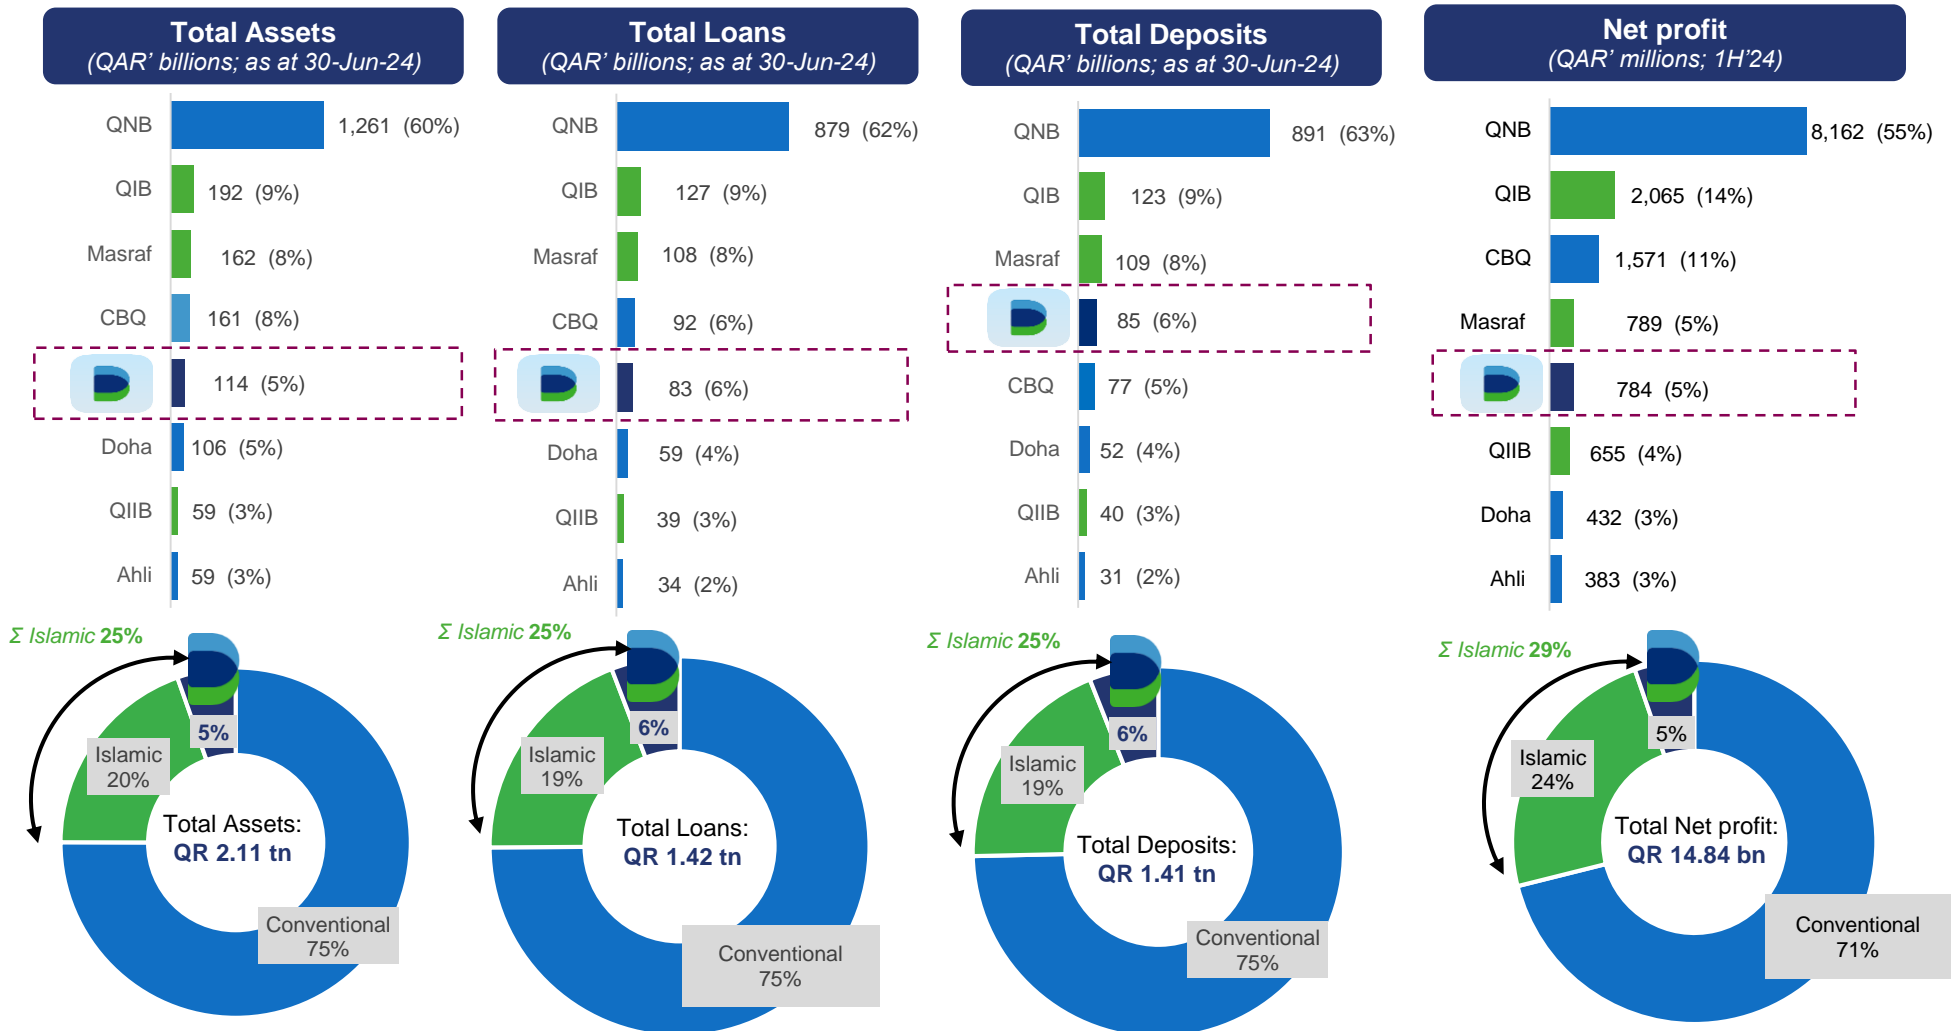 Total Assets
(QAR' billions; as at 30-Jun-24)
QNB 1,261 (60%)
QIB 192 (9%)
Masraf 162 (8%)
CBQ 161 (8%)
114 (5%)
Doha 106 (5%)
QIIB 59 (3%)
Ahli 59 (3%)
Σ Islamic 25%
5%
Islamic
20%
Total Assets:
QR 2.11 tn
Conventional
75%
Total Loans
(QAR' billions; as at 30-Jun-24)
QNB 879 (62%)
QIB 127 (9%)
Masraf 108 (8%)
CBQ 92 (6%)
83 (6%)
Doha 59 (4%)
QIIB 39 (3%)
Ahli 34 (2%)
Σ Islamic 25%
6%
Islamic
19%
Total Loans:
QR 1.42 tn
Conventional
75%
Total Deposits
(QAR' billions; as at 30-Jun-24)
QNB 891 (63%)
QIB 123 (9%)
Masraf 109 (8%)
85 (6%)
CBQ 77 (5%)
Doha 52 (4%)
QIIB 40 (3%)
Ahli 31 (2%)
Σ Islamic 25%
6%
Islamic
19%
Total Deposits:
QR 1.41 tn
Conventional
75%
Net profit
(QAR' millions; 1H'24)
QNB 8,162 (55%)
QIB 2,065 (14%)
CBQ 1,571 (11%)
Masraf 789 (5%)
784 (5%)
QIIB 655 (4%)
Doha 432 (3%)
Ahli 383 (3%)
Σ Islamic 29%
5%
Islamic
24%
Total Net profit:
QR 14.84 bn
Conventional
71%